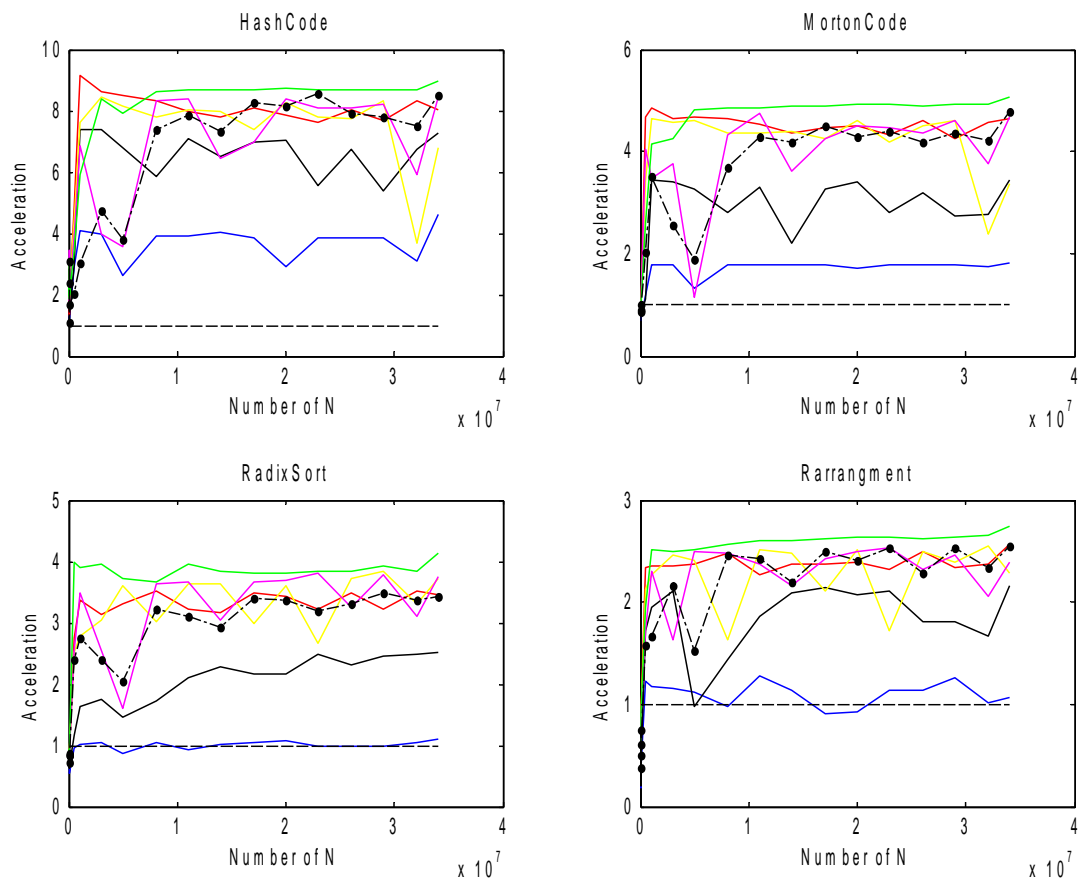 HashCode
10
8
6
4
2
0
Acceleration
0 1 2 3 4
Number of N
x 10^7
MortonCode
6
4
2
0
Acceleration
0 1 2 3 4
Number of N
x 10^7
RadixSort
5
4
3
2
1
0
Acceleration
0 1 2 3 4
Number of N
x 10^7
Rarrangment
3
2
1
0
Acceleration
0 1 2 3 4
Number of N
x 10^7